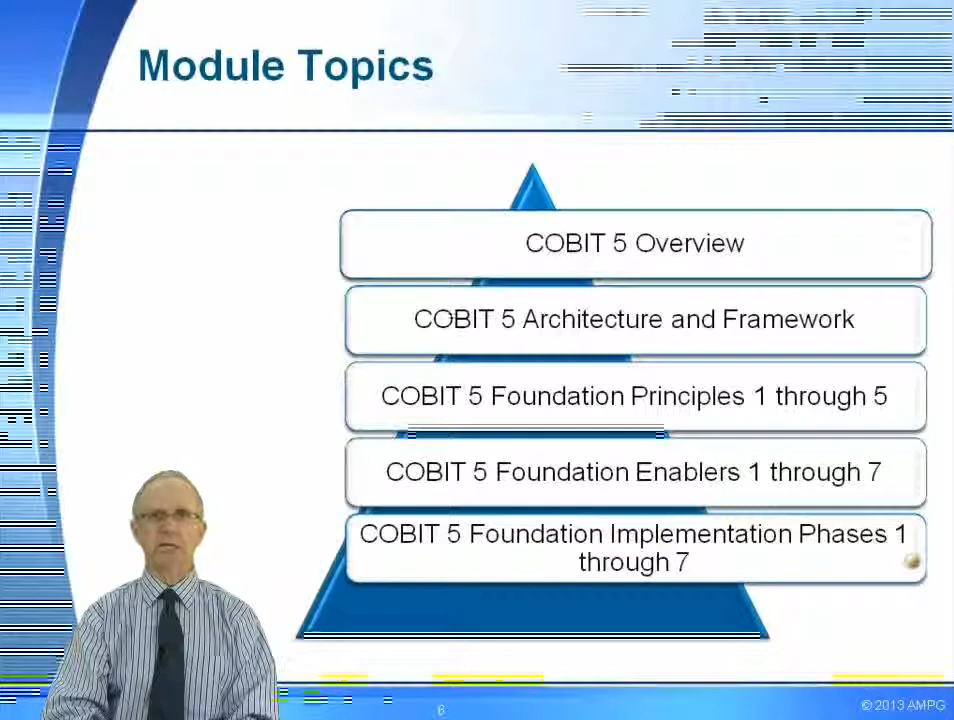 Module Topics
COBIT 5 Overview
COBIT 5 Architecture and Framework
COBIT 5 Foundation Principles 1 through 5
COBIT 5 Foundation Enablers 1 through 7
COBIT 5 Foundation Implementation Phases 1
through 7
6
© 2013 AMPG